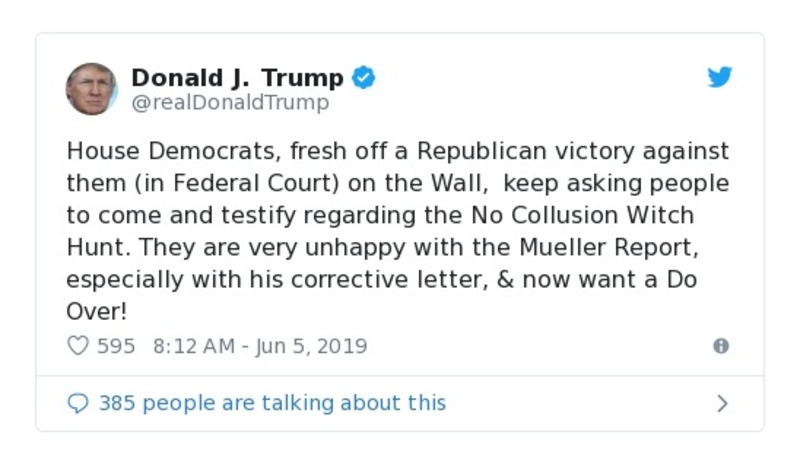 Donald J. Trump
@realDonaldTrump
House Democrats, fresh off a Republican victory against
them (in Federal Court) on the Wall,  keep asking people
to come and testify regarding the No Collusion Witch
Hunt. They are very unhappy with the Mueller Report,
especially with his corrective letter, & now want a Do
Over!
595 8:12 AM - Jun 5, 2019
385 people are talking about this